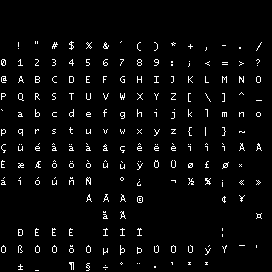 ! " # $ % & ´ ( ) * + , - . /
0 1 2 3 4 5 6 7 8 9 : ; < = > ?
@ A B C D E F G H I J K L M N O
P Q R S T U V W X Y Z [ \ ] ^ _
` a b c d e f g h i j k l m n o
p q r s t u v w x y z { | } ~
Ç ü é â ä à å ç ê ë è ï î ì Ä Å
É æ Æ ô ö ò û ù ÿ Ö Ü ø £ Ø ×
á í ó ú ñ Ñ º ¿ ¬ ½ ¼ ¡ « »
Á Â À © ¢ ¥
ã Ã ¤
Ð Ê Ë È Í Î Ï ¦
Ó ß Ô Ò õ Õ µ þ Þ Ú Û Ù ý Ý ¯ ´
± ¶ § ÷ ¸ ° ¨ · ¹ ³ ²